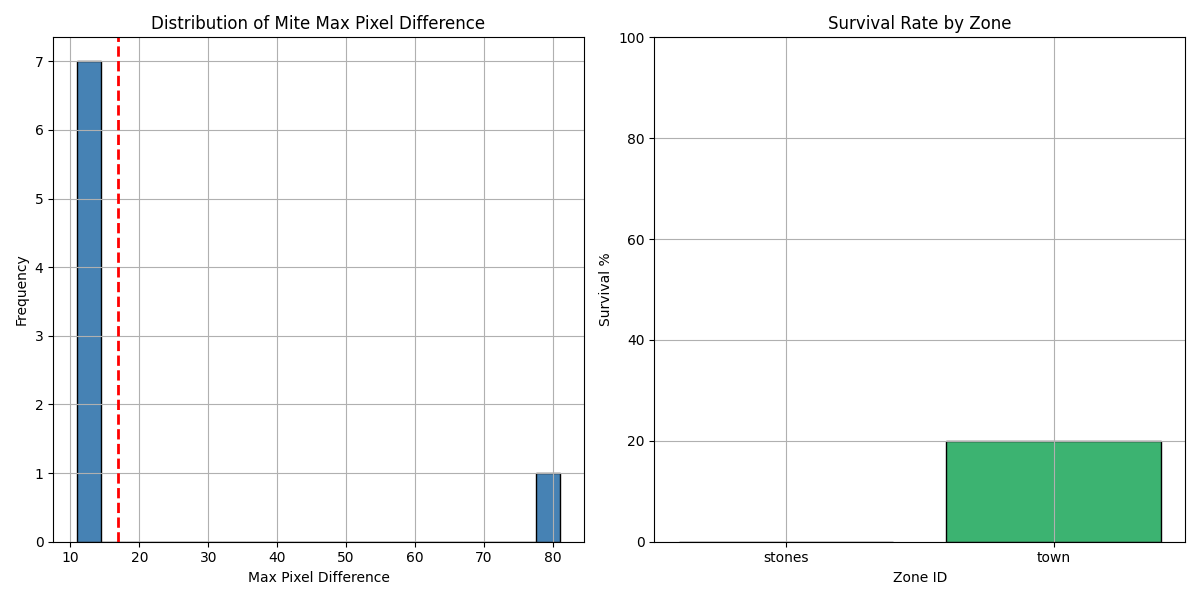 Distribution of Mite Max Pixel Difference
7
6
5
4
3
2
1
0
Frequency
10 20 30 40 50 60 70 80
Max Pixel Difference
Survival Rate by Zone
100
80
60
40
20
0
Survival %
stones town
Zone ID